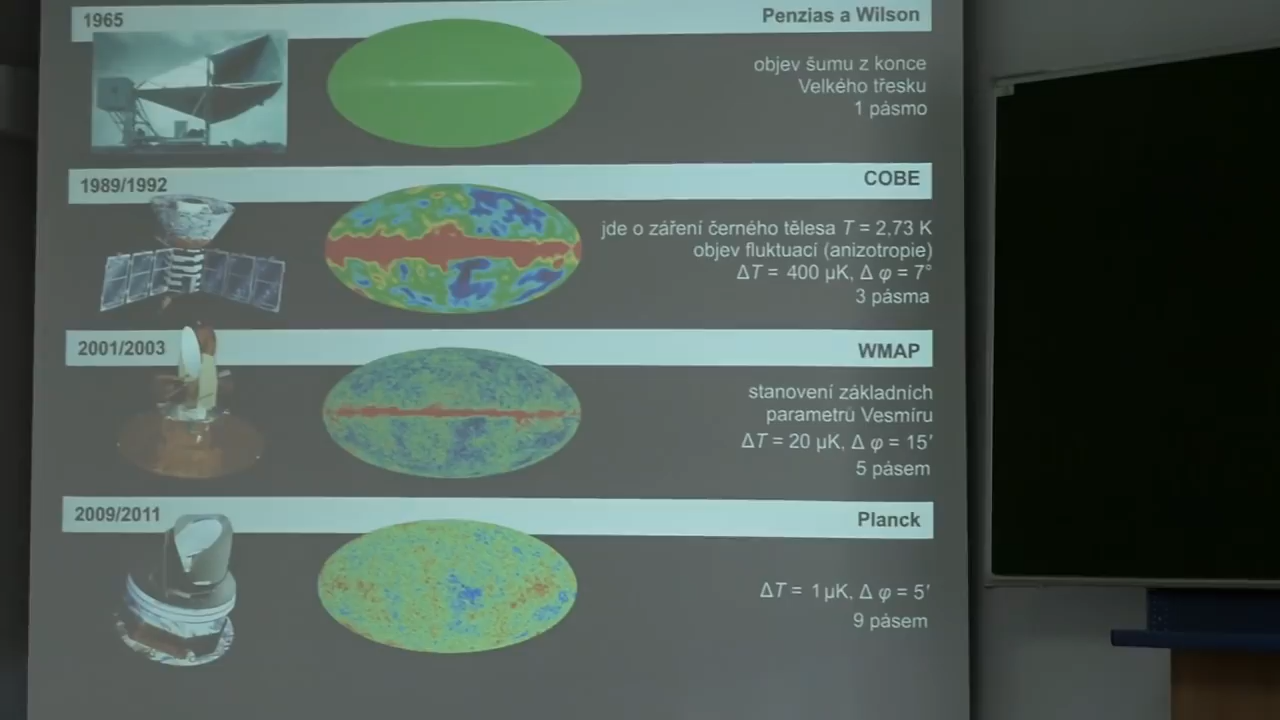 1965
Penzias a Wilson
objev šumu z konce
Velkého třesku
1 pásmo
1989/1992
COBE
jde o záření černého tělesa T = 2,73 K
objev fluktuací (anizotropie)
ΔT = 400 μK, Δ φ = 7°
3 pásma
2001/2003
WMAP
stanovení základních
parametrů Vesmíru
ΔT = 20 μK, Δ φ = 15′
5 pásem
2009/2011
Planck
ΔT = 1 μK, Δ φ = 5′
9 pásem